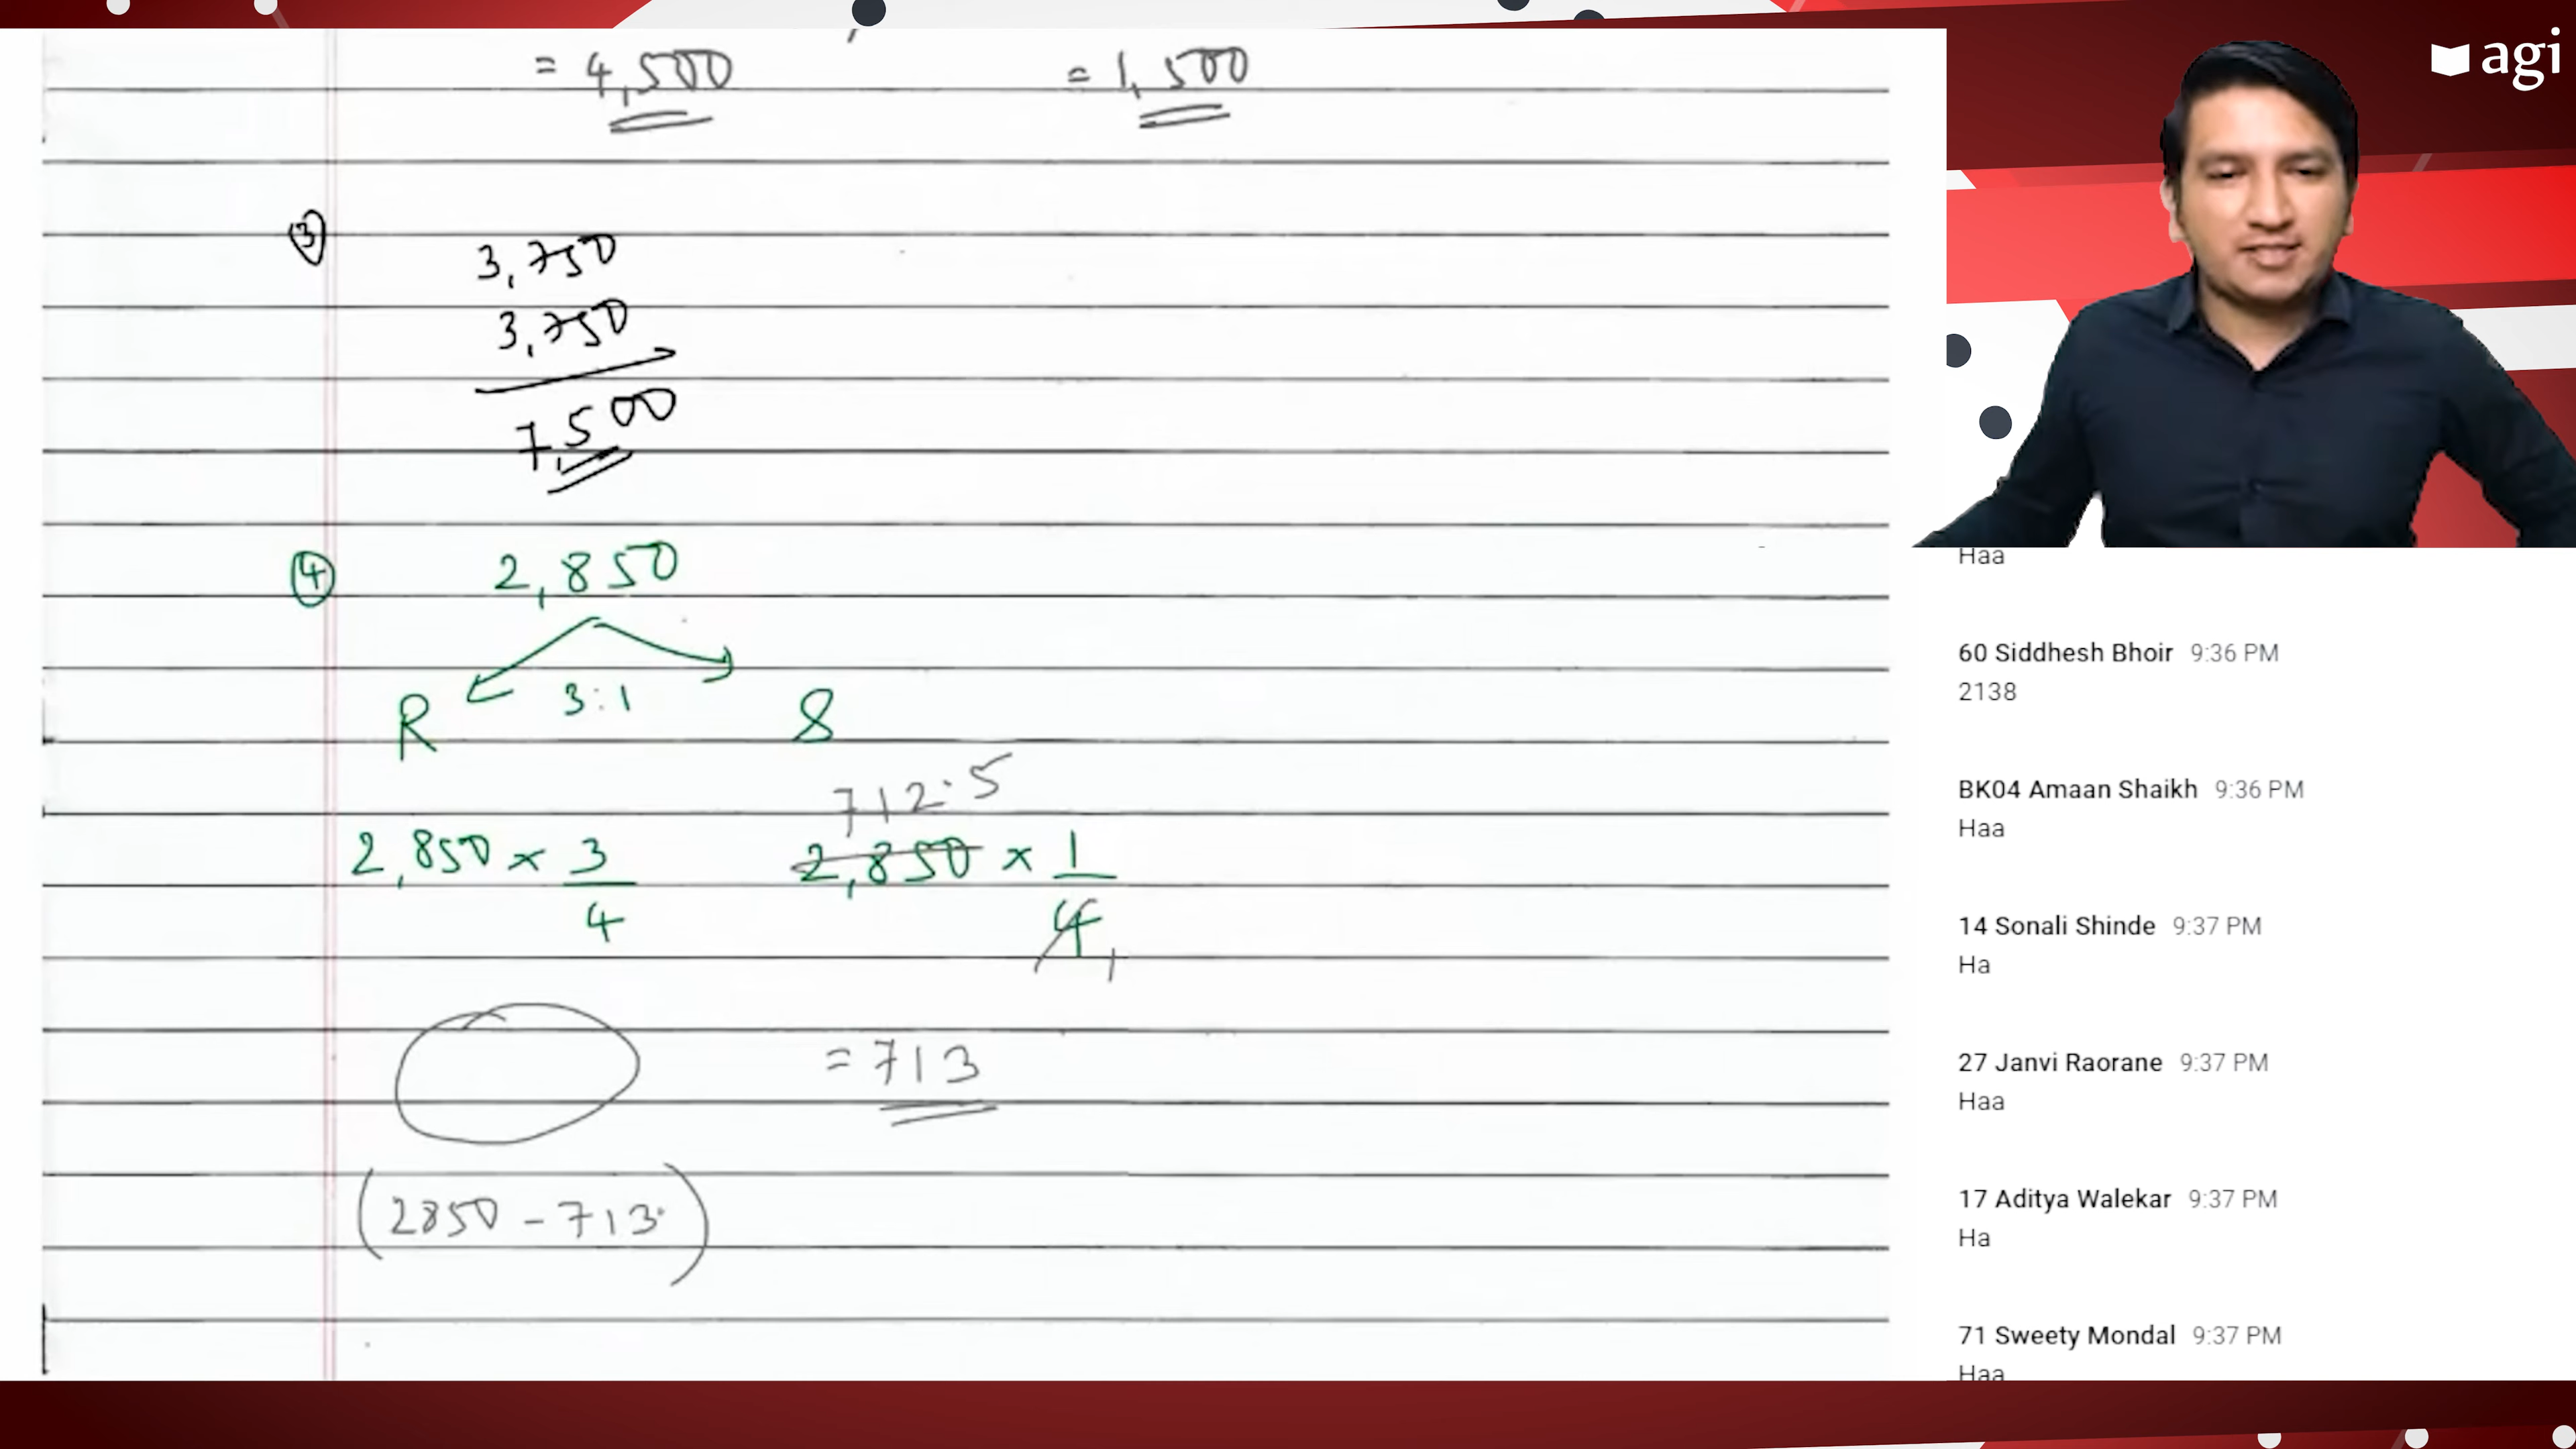 = 4,500 = 1,500
③
3,750
3,750
7,500
④ 2,850
3:1
R S
712.5
2,850 x 3/4 2,850 x 1/4 1
= 713
(2850 - 713)
agi
Haa
60 Siddhesh Bhoir 9:36 PM
2138
BK04 Amaan Shaikh 9:36 PM
Haa
14 Sonali Shinde 9:37 PM
Ha
27 Janvi Raorane 9:37 PM
Haa
17 Aditya Walekar 9:37 PM
Ha
71 Sweety Mondal 9:37 PM
Haa